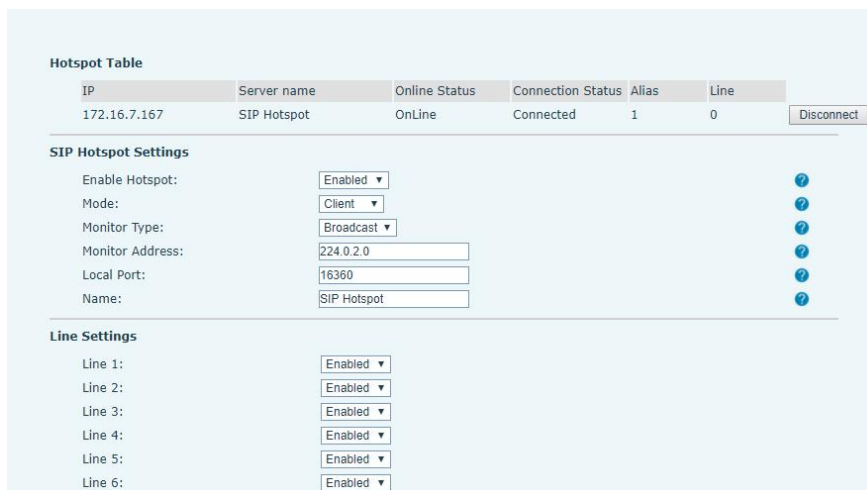 Hotspot Table
IP Server name Online Status Connection Status Alias Line
172.16.7.167 SIP Hotspot OnLine Connected 1 0 Disconnect
SIP Hotspot Settings
Enable Hotspot: Enabled
Mode: Client
Monitor Type: Broadcast
Monitor Address: 224.0.2.0
Local Port: 16360
Name: SIP Hotspot
Line Settings
Line 1: Enabled
Line 2: Enabled
Line 3: Enabled
Line 4: Enabled
Line 5: Enabled
Line 6: Enabled